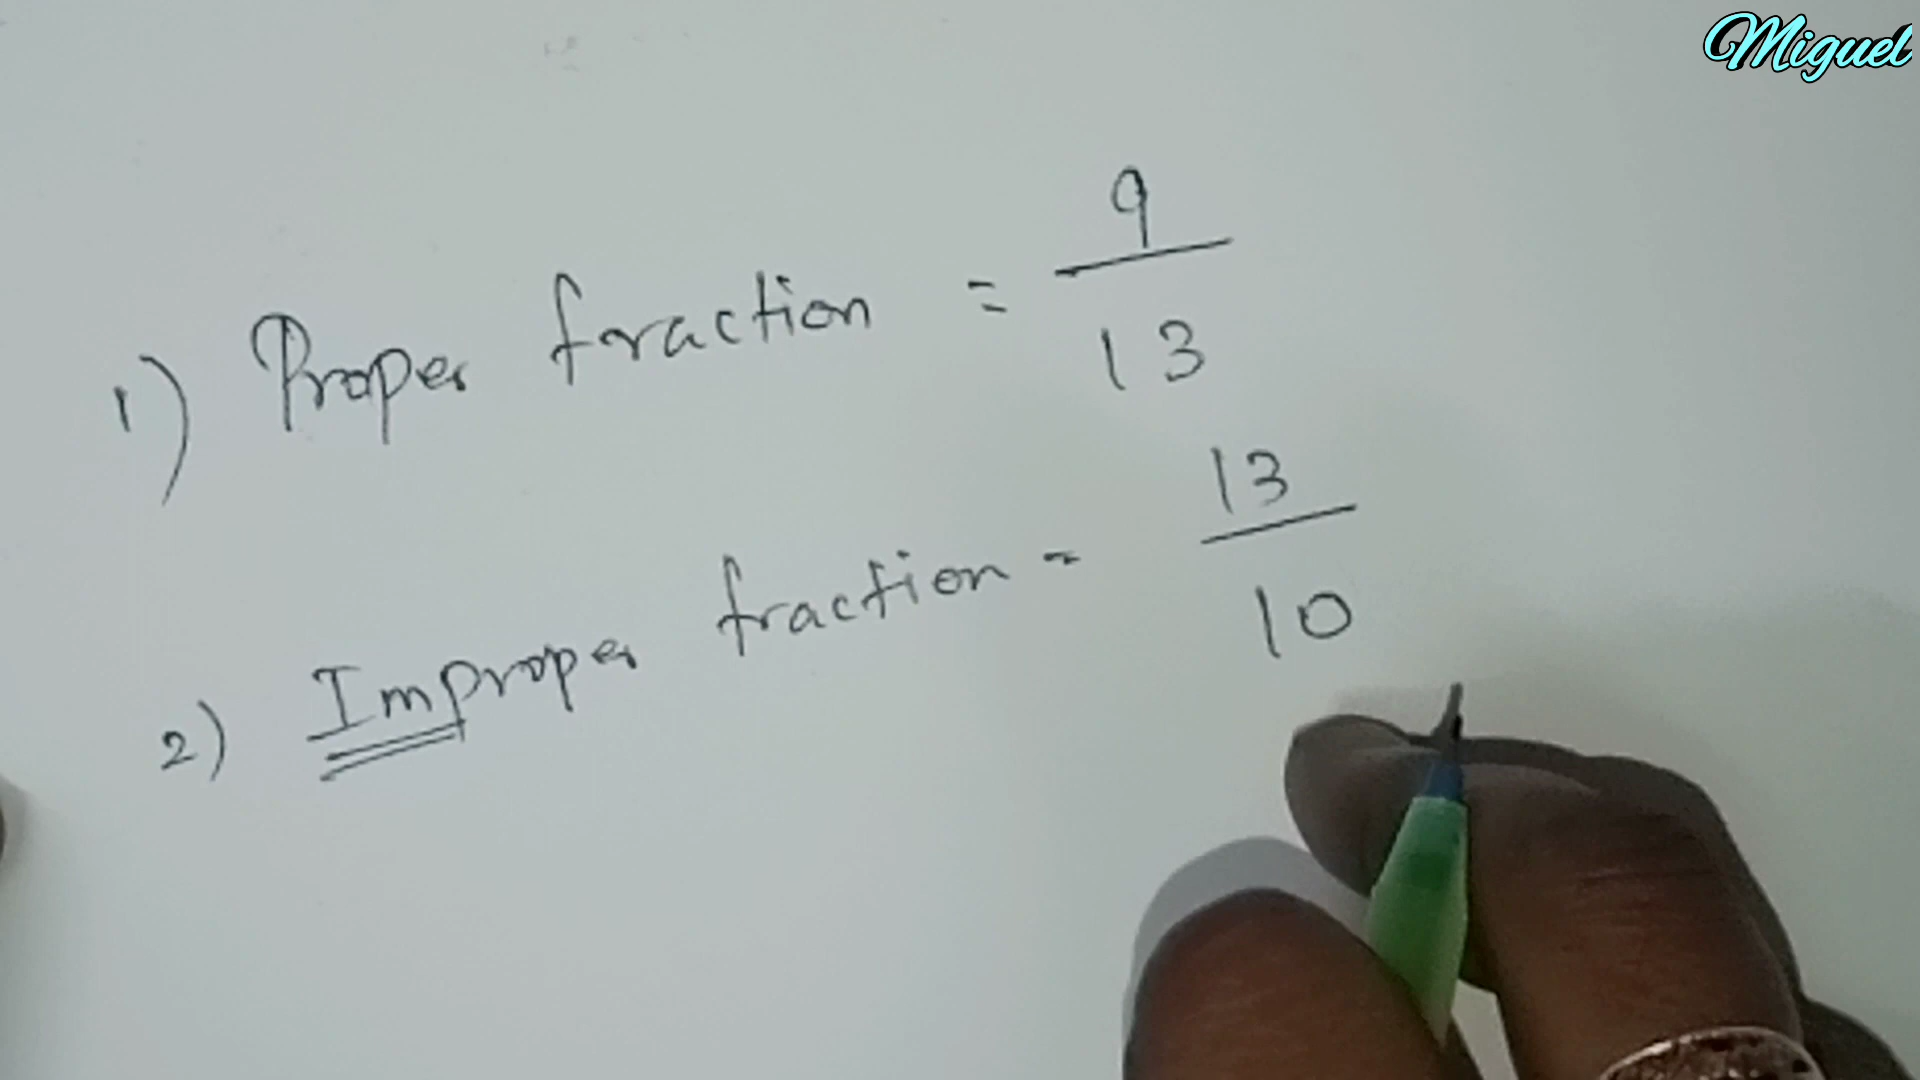 Miguel
1) Proper fraction = 9/13
2) Improper fraction = 13/10